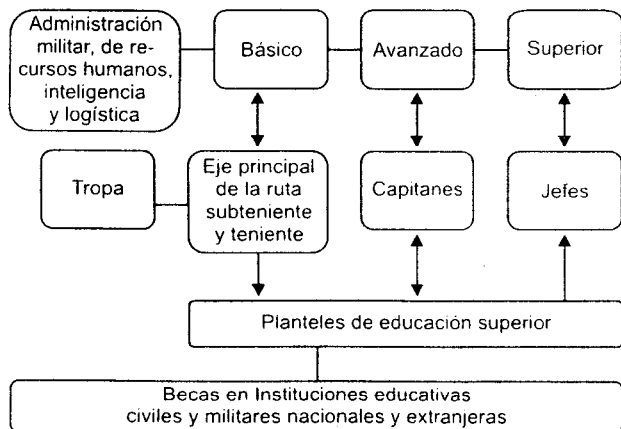 Administración
militar, de re-
cursos humanos,
inteligencia
y logística
Básico
Avanzado
Superior
Tropa
Eje principal
de la ruta
subteniente
y teniente
Capitanes
Jefes
Planteles de educación superior
Becas en Instituciones educativas
civiles y militares nacionales y extranjeras